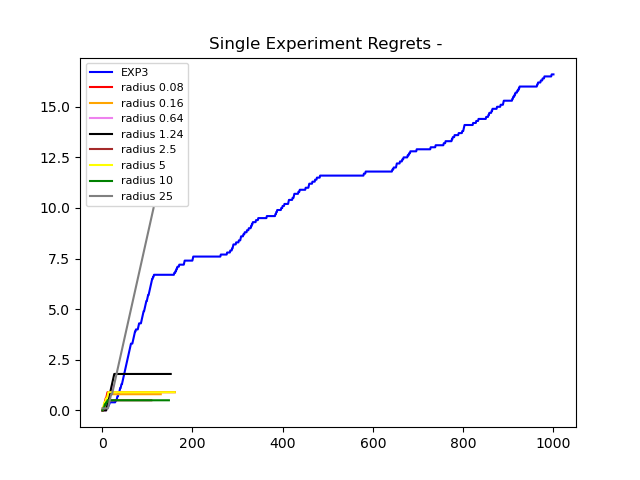 Single Experiment Regrets -
EXP3
radius 0.08
radius 0.16
radius 0.64
radius 1.24
radius 2.5
radius 5
radius 10
radius 25
15.0
12.5
10.0
7.5
5.0
2.5
0.0
0 200 400 600 800 1000